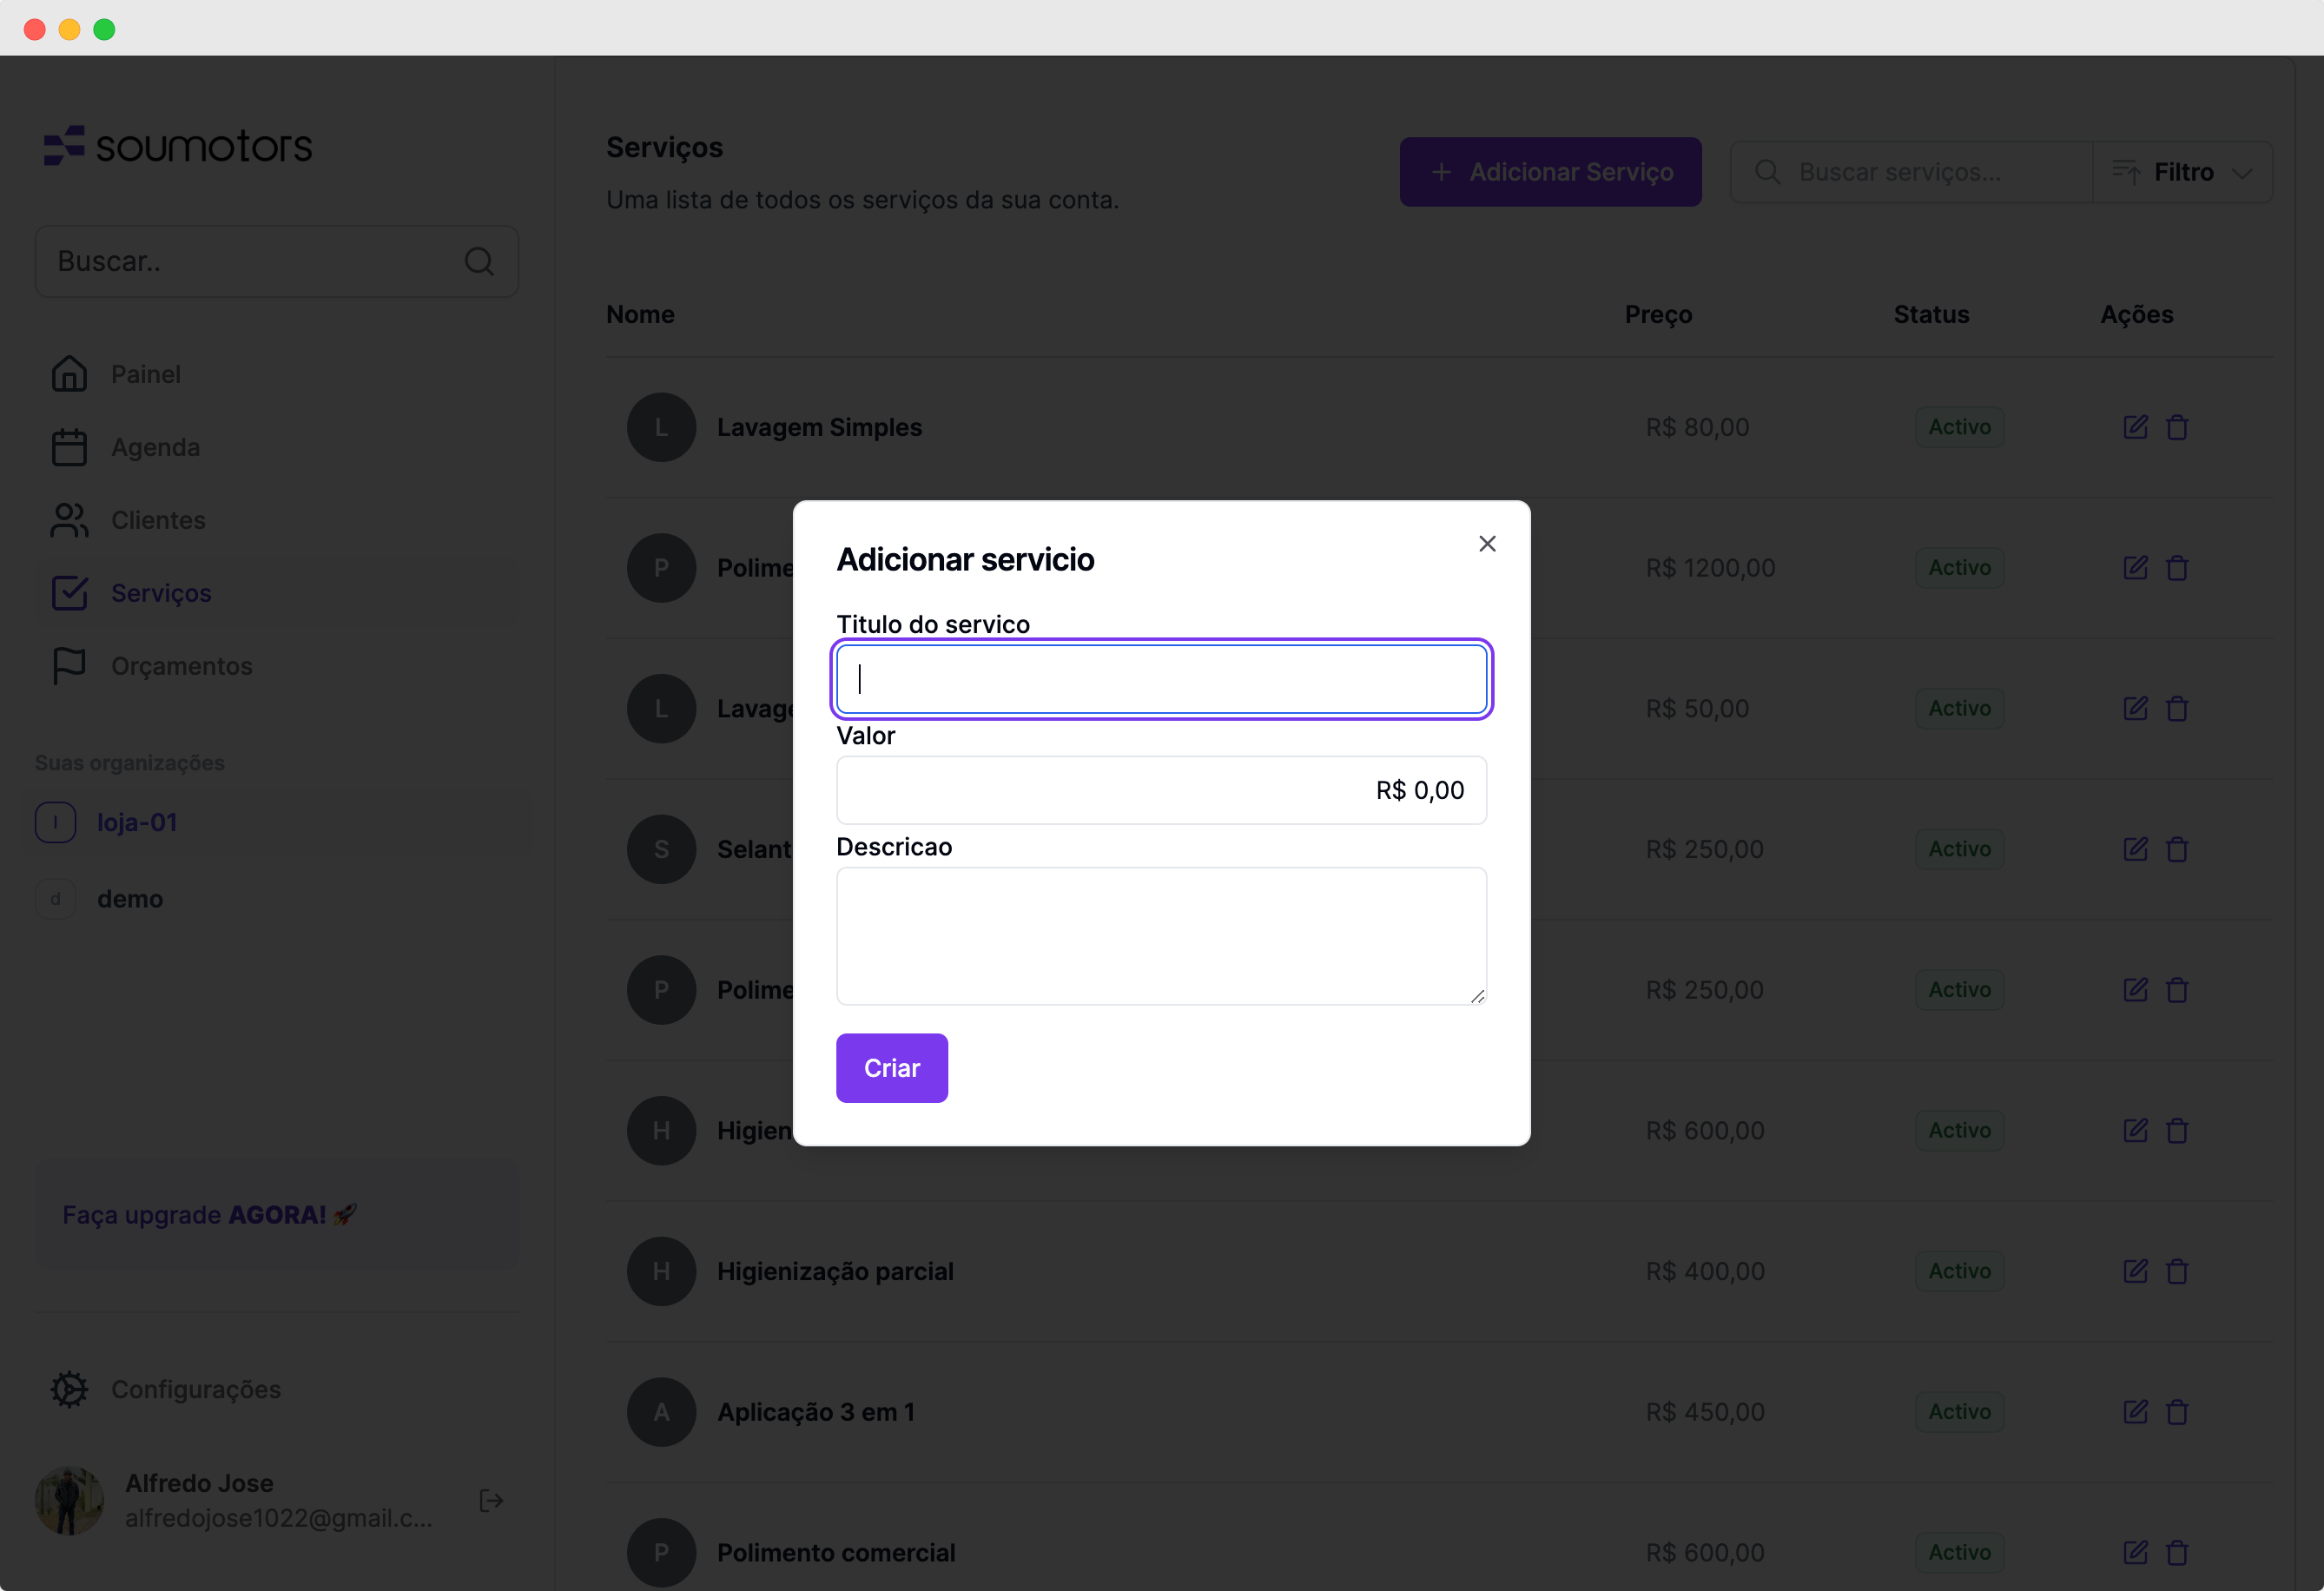 soumotors
Buscar..
Painel
Agenda
Clientes
Serviços
Orçamentos
Suas organizações
l loja-01
d demo
Faça upgrade AGORA! 🚀
Configurações
Alfredo Jose
alfredojose1022@gmail.c...
Serviços
Uma lista de todos os serviços da sua conta.
+ Adicionar Serviço
Buscar serviços...
Filtro
Nome Preço Status Ações
L Lavagem Simples R$ 80,00 Activo
P Polime R$ 1200,00 Activo
L Lavage R$ 50,00 Activo
S Selant R$ 250,00 Activo
P Polime R$ 250,00 Activo
H Higien R$ 600,00 Activo
H Higienização parcial R$ 400,00 Activo
A Aplicação 3 em 1 R$ 450,00 Activo
P Polimento comercial R$ 600,00 Activo
Adicionar servicio
Titulo do servico
Valor
R$ 0,00
Descricao
Criar